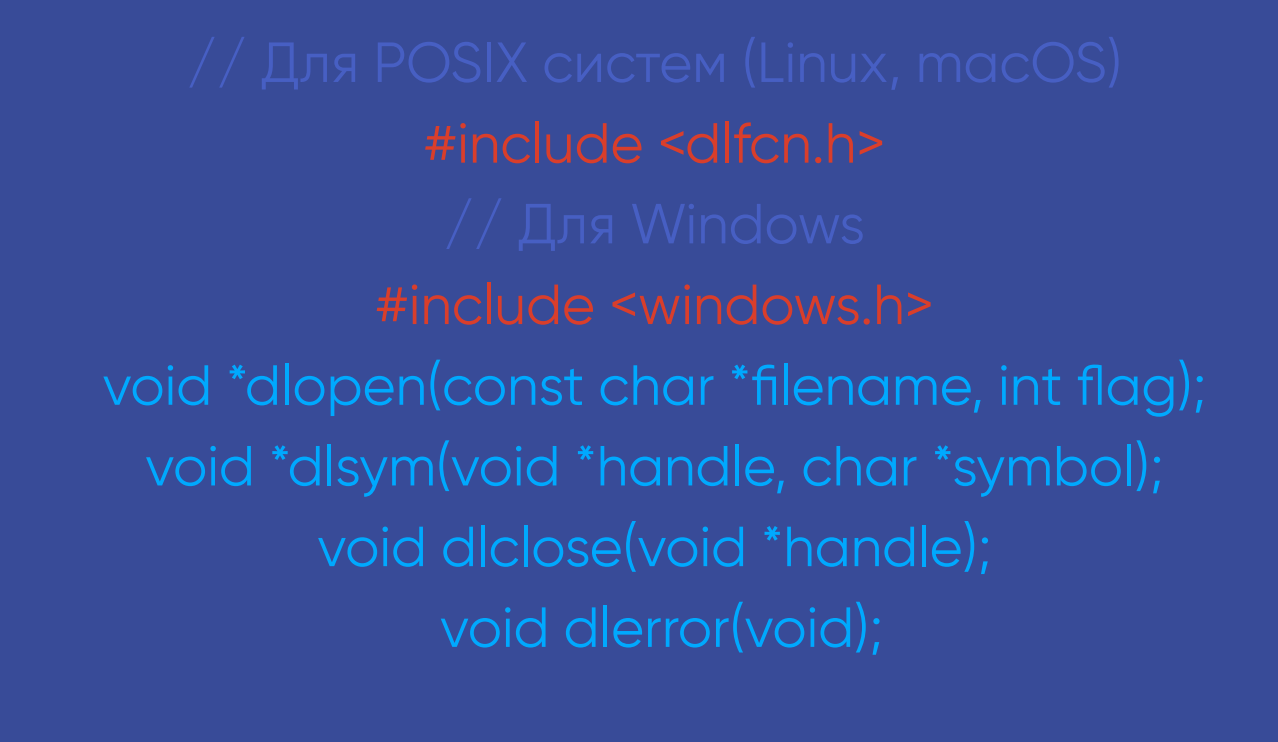 // Для POSIX систем (Linux, macOS)
#include <dlfcn.h>
// Для Windows
#include <windows.h>
void *dlopen(const char *filename, int flag);
void *dlsym(void *handle, char *symbol);
void dlclose(void *handle);
void dlerror(void);